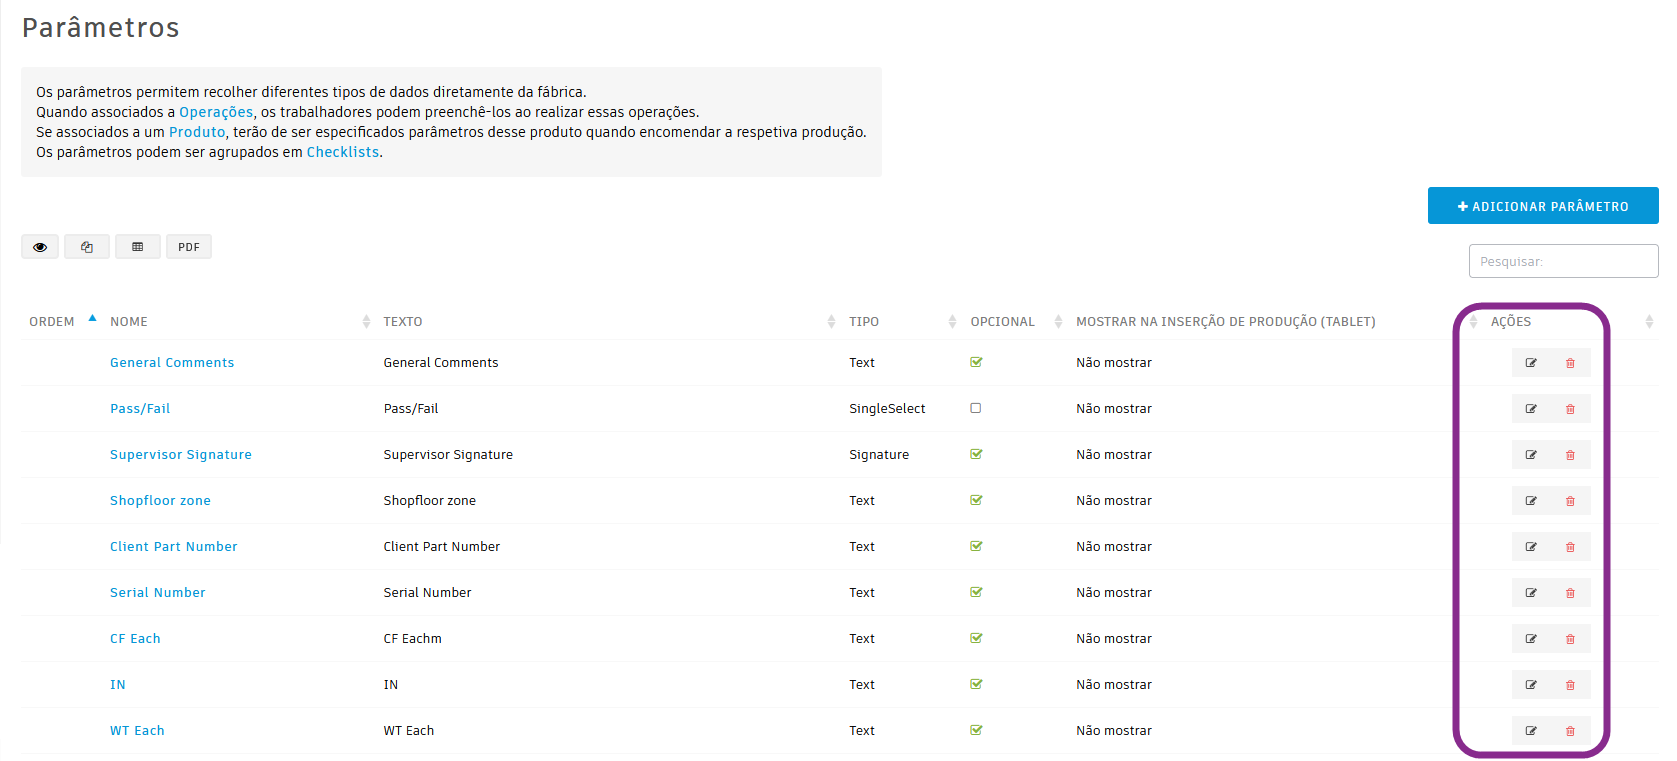 Parâmetros
Os parâmetros permitem recolher diferentes tipos de dados diretamente da fábrica.
Quando associados a Operações, os trabalhadores podem preenchê-los ao realizar essas operações.
Se associados a um Produto, terão de ser especificados parâmetros desse produto quando encomendar a respetiva produção.
Os parâmetros podem ser agrupados em Checklists.
ADICIONAR PARÂMETRO
PDF
Pesquisar:
ORDEM NOME TEXTO TIPO OPCIONAL MOSTRAR NA INSERÇÃO DE PRODUÇÃO (TABLET) AÇÕES
General Comments General Comments Text Não mostrar
Pass/Fail Pass/Fail SingleSelect Não mostrar
Supervisor Signature Supervisor Signature Signature Não mostrar
Shopfloor zone Shopfloor zone Text Não mostrar
Client Part Number Client Part Number Text Não mostrar
Serial Number Serial Number Text Não mostrar
CF Each CF Eachm Text Não mostrar
IN IN Text Não mostrar
WT Each WT Each Text Não mostrar